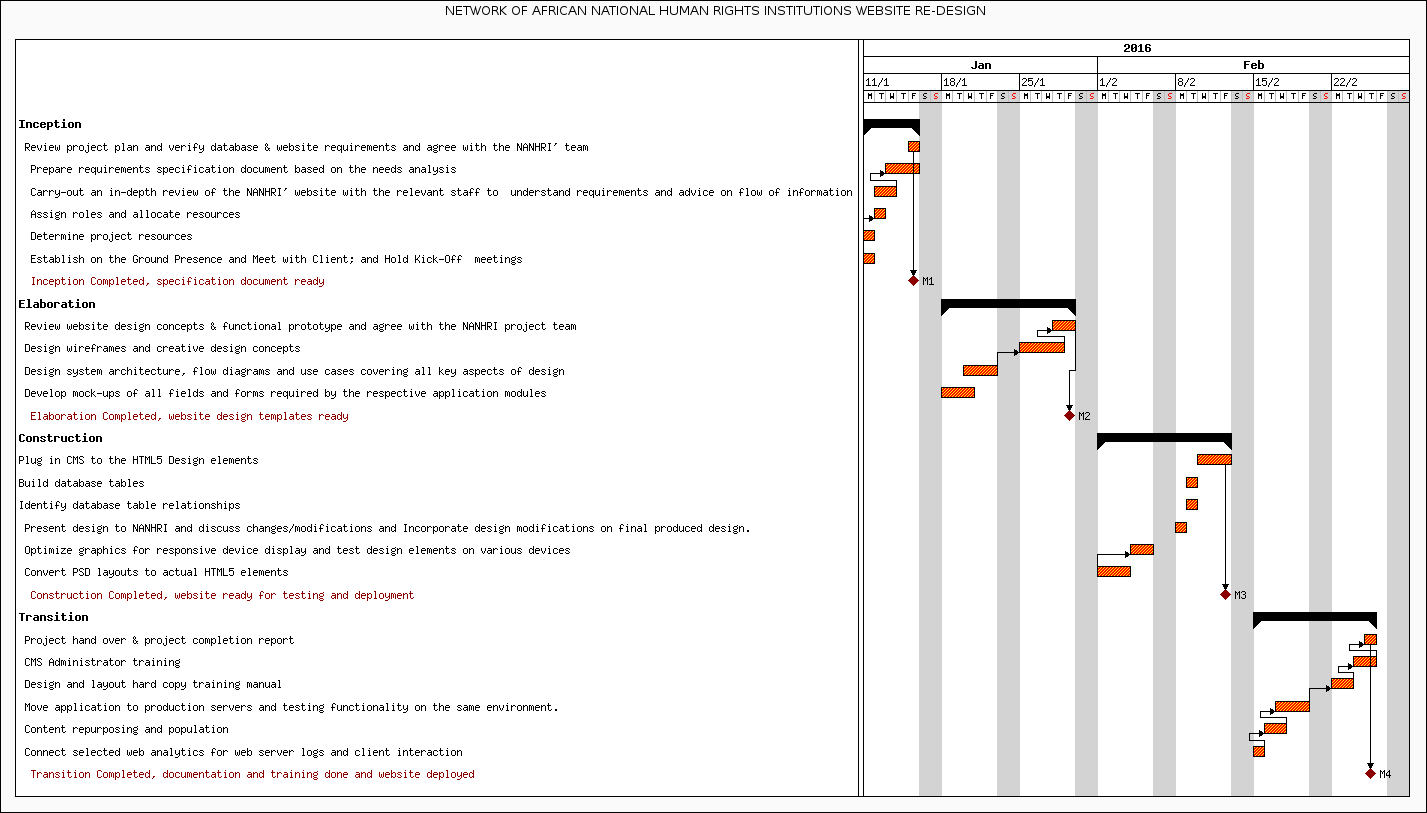 NETWORK OF AFRICAN NATIONAL HUMAN RIGHTS INSTITUTIONS WEBSITE RE-DESIGN
2016
Jan Feb
11/1 18/1 25/1 1/2 8/2 15/2 22/2
M T W T F S S M T W T F S S M T W T F S S M T W T F S S M T W T F S S M T W T F S S M T W T F S S
Inception
Review project plan and verify database & website requirements and agree with the NANHRI' team
Prepare requirements specification document based on the needs analysis
Carry-out an in-depth review of the NANHRI' website with the relevant staff to understand requirements and advice on flow of information
Assign roles and allocate resources
Determine project resources
Establish on the Ground Presence and Meet with Client; and Hold Kick-Off meetings
Inception Completed, specification document ready M1
Elaboration
Review website design concepts & functional prototype and agree with the NANHRI project team
Design wireframes and creative design concepts
Design system architecture, flow diagrams and use cases covering all key aspects of design
Develop mock-ups of all fields and forms required by the respective application modules
Elaboration Completed, website design templates ready M2
Construction
Plug in CMS to the HTML5 Design elements
Build database tables
Identify database table relationships
Present design to NANHRI and discuss changes/modifications and Incorporate design modifications on final produced design.
Optimize graphics for responsive device display and test design elements on various devices
Convert PSD layouts to actual HTML5 elements
Construction Completed, website ready for testing and deployment M3
Transition
Project hand over & project completion report
CMS Administrator training
Design and layout hard copy training manual
Move application to production servers and testing functionality on the same environment.
Content repurposing and population
Connect selected web analytics for web server logs and client interaction
Transition Completed, documentation and training done and website deployed M4